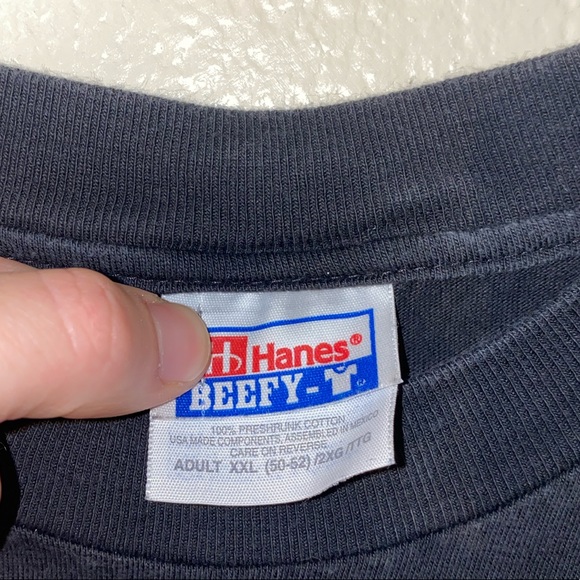 Hanes®
BEEFY-T
100% PRESHRUNK COTTON
USA MADE COMPONENTS, ASSEMBLED IN MEXICO
CARE ON REVERSE
ADULT XXL (50-52) /2XG /TTG